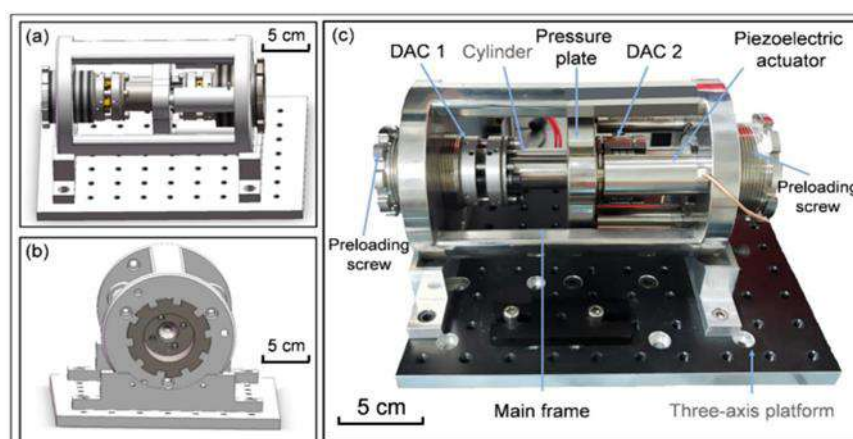 (a)
5 cm
(b)
5 cm
(c)
DAC 1
Cylinder
Pressure
plate
DAC 2
Piezoelectric
actuator
Preloading
screw
Preloading
screw
5 cm
Main frame
Three-axis platform